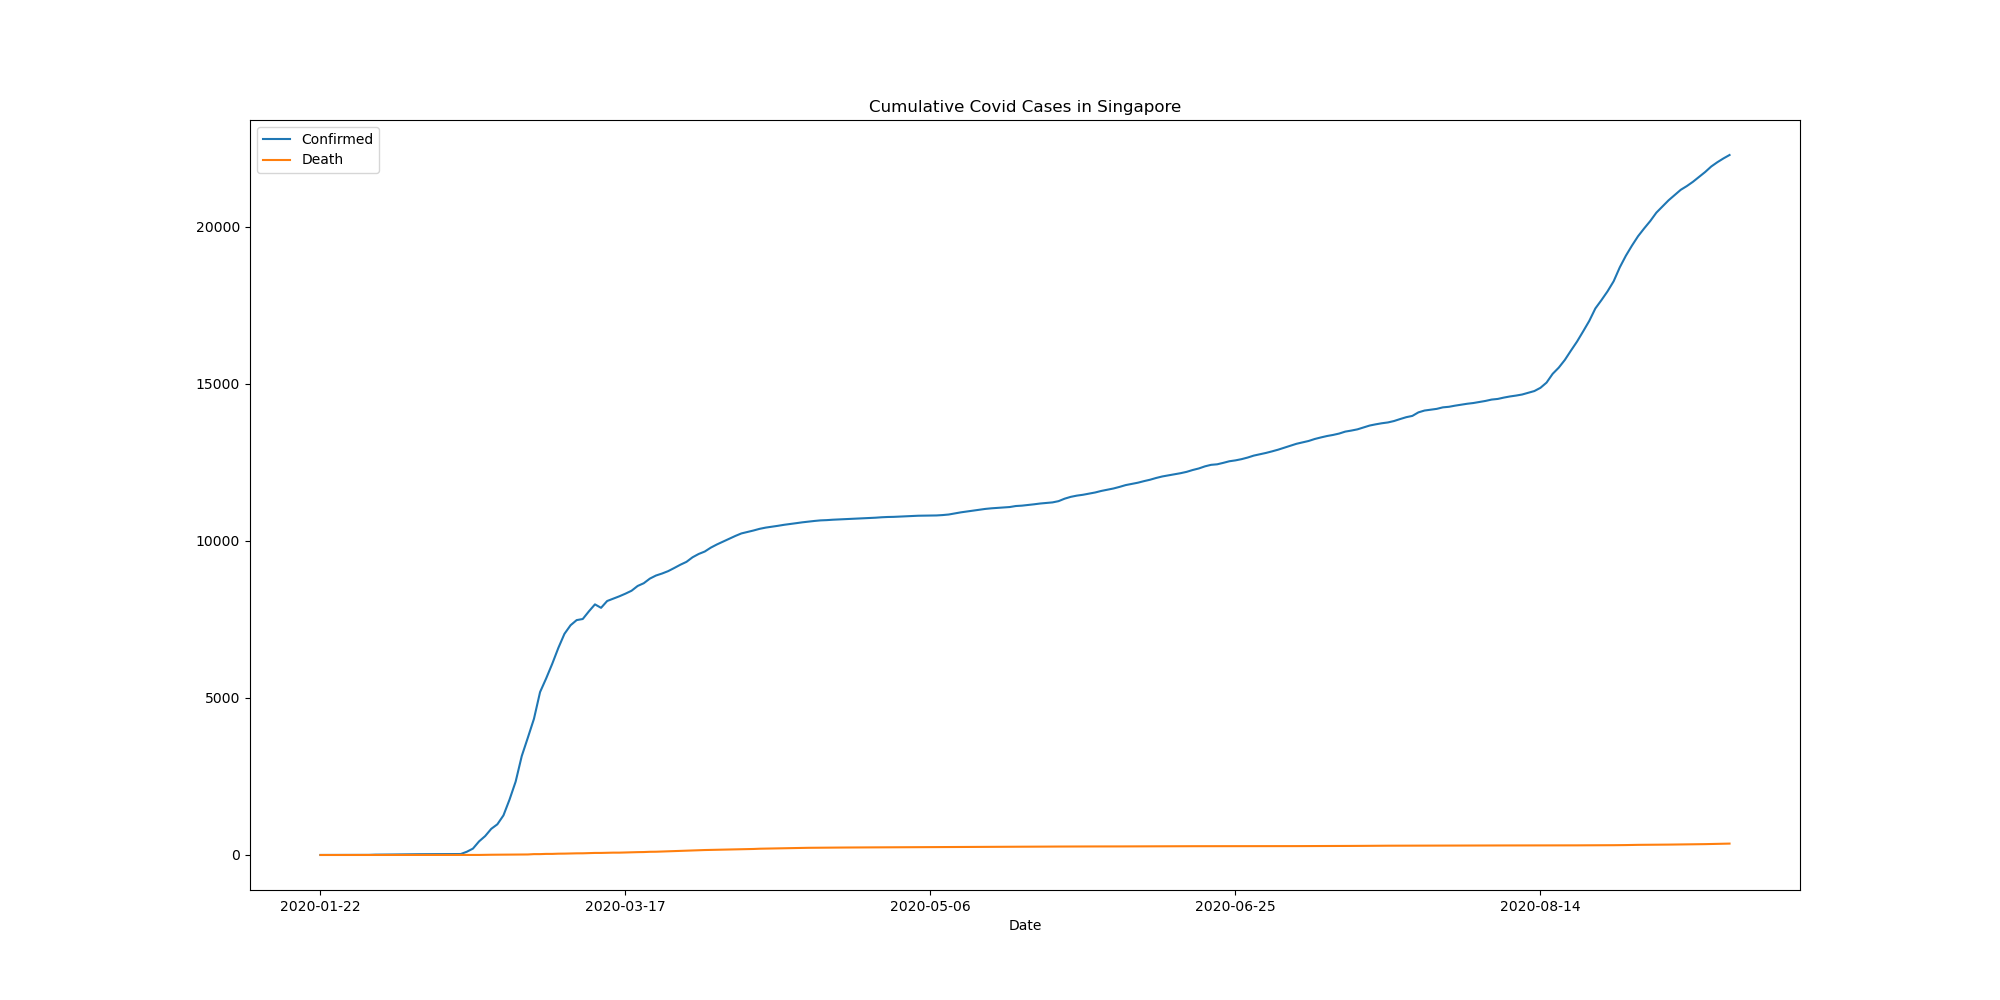 Cumulative Covid Cases in Singapore
Confirmed
Death
20000
15000
10000
5000
0
2020-01-22
2020-03-17
2020-05-06
2020-06-25
2020-08-14
Date